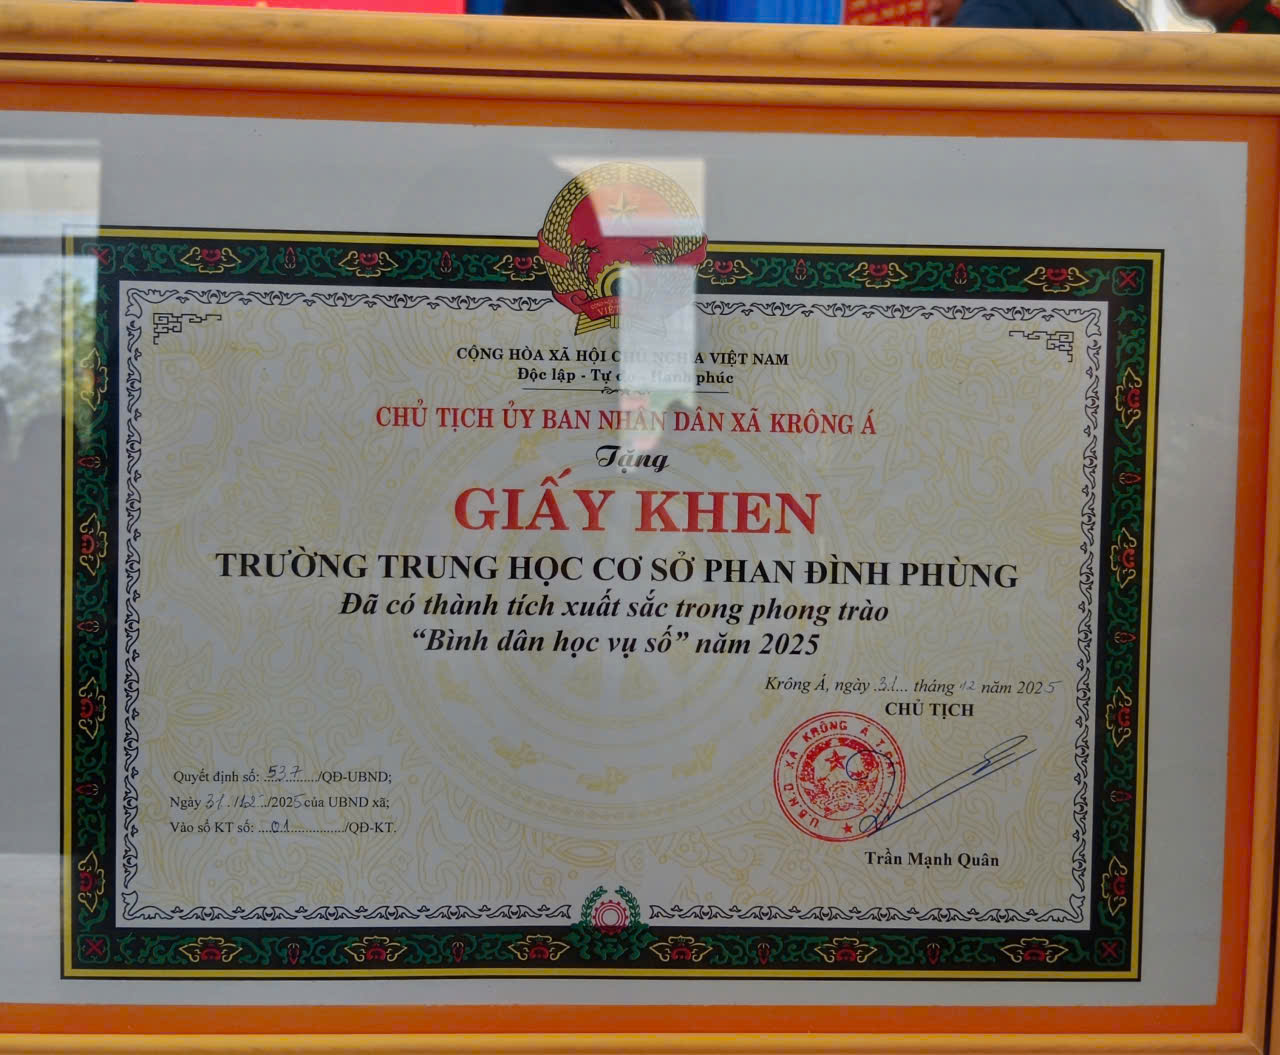 CỘNG HÒA XÃ HỘI CHỦ NGHĨA VIỆT NAM
Độc lập - Tự do - Hạnh phúc
CHỦ TỊCH ỦY BAN NHÂN DÂN XÃ KRÔNG Á
Tặng
GIẤY KHEN
TRƯỜNG TRUNG HỌC CƠ SỞ PHAN ĐÌNH PHÙNG
Đã có thành tích xuất sắc trong phong trào
“Bình dân học vụ số” năm 2025
Krông Á, ngày 31 tháng 12 năm 2025
CHỦ TỊCH
U.B.N.D XÃ KRÔNG Á
Quyết định số: 537/QĐ-UBND;
Ngày 31/12/2025 của UBND xã;
Vào sổ KT số: 01/QĐ-KT.
Trần Mạnh Quân